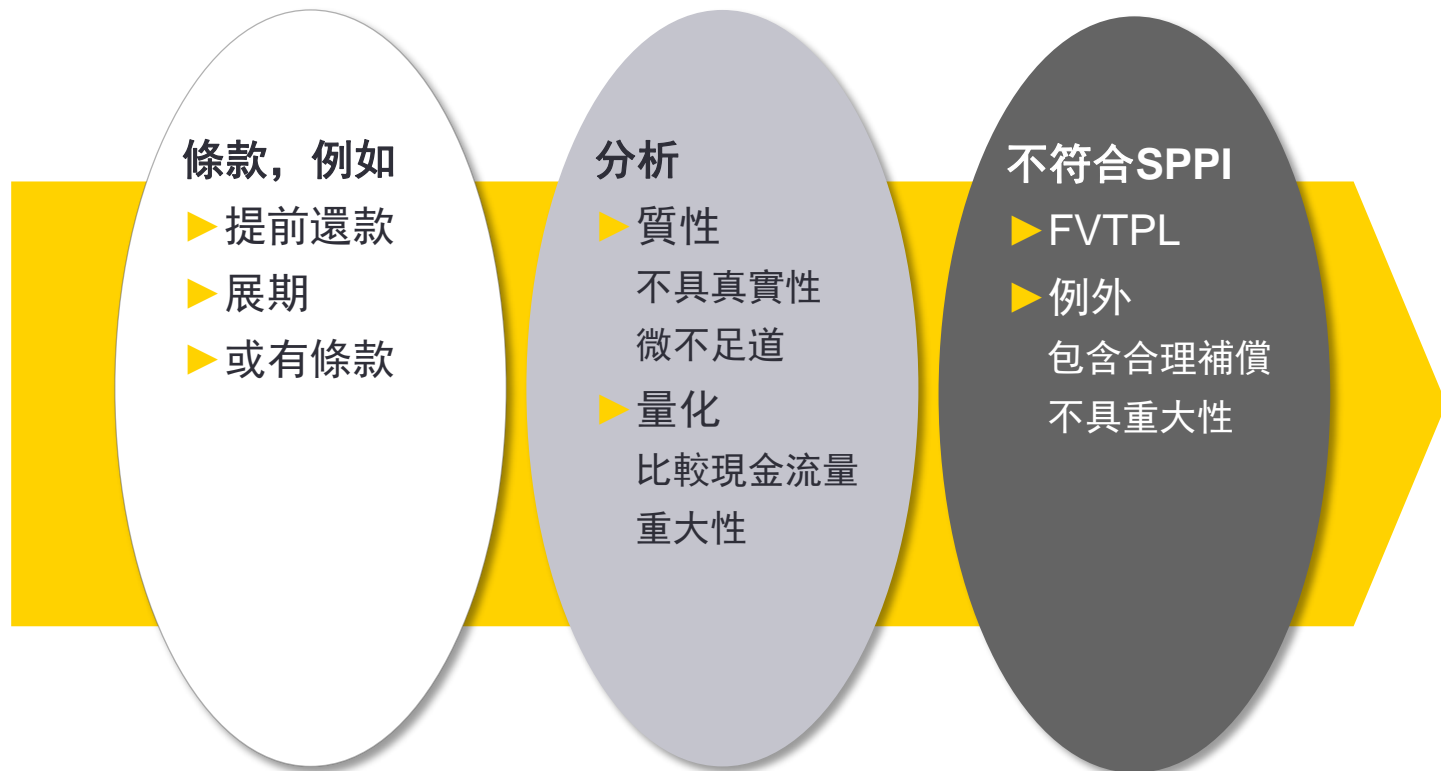 條款，例如
►提前還款
►展期
►或有條款
分析
►質性
不具真實性
微不足道
►量化
比較現金流量
重大性
不符合SPPI
►FVTPL
►例外
包含合理補償
不具重大性